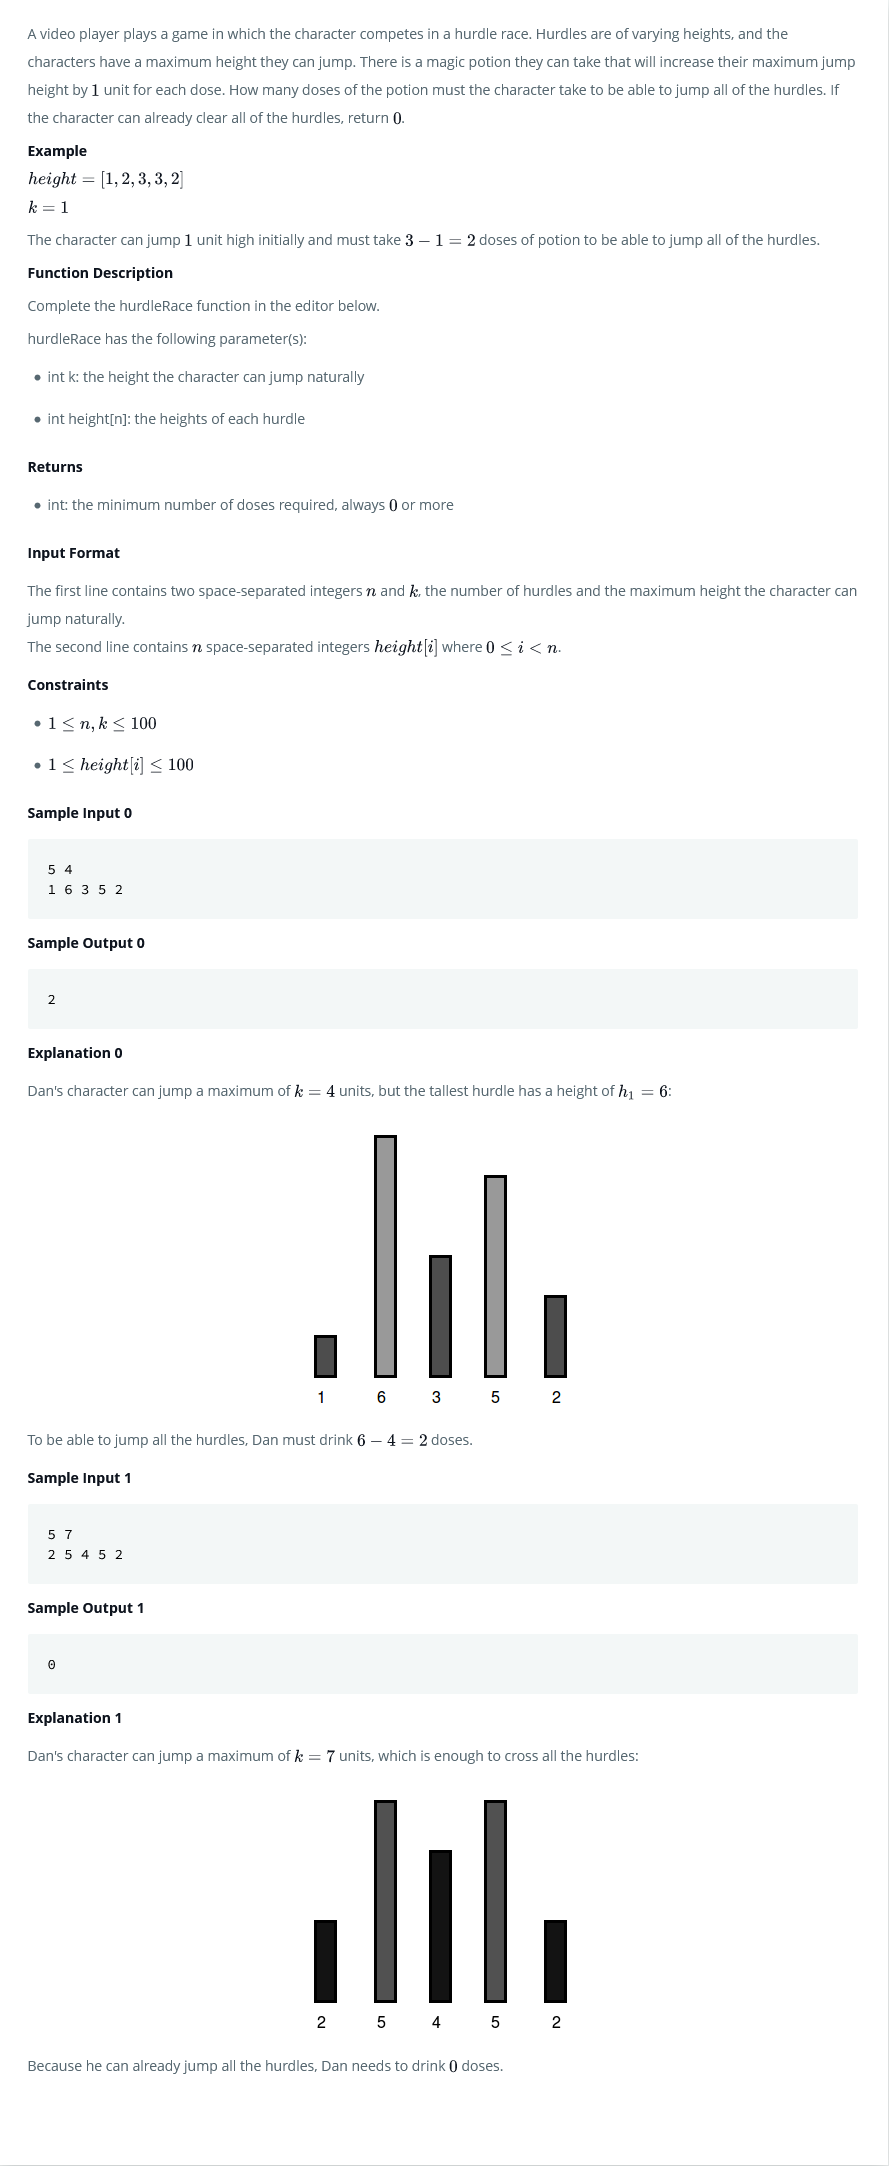 A video player plays a game in which the character competes in a hurdle race. Hurdles are of varying heights, and the
characters have a maximum height they can jump. There is a magic potion they can take that will increase their maximum jump
height by 1 unit for each dose. How many doses of the potion must the character take to be able to jump all of the hurdles. If
the character can already clear all of the hurdles, return 0.
Example
height = [1, 2, 3, 3, 2]
k = 1
The character can jump 1 unit high initially and must take 3 − 1 = 2 doses of potion to be able to jump all of the hurdles.
Function Description
Complete the hurdleRace function in the editor below.
hurdleRace has the following parameter(s):
• int k: the height the character can jump naturally
• int height[n]: the heights of each hurdle
Returns
• int: the minimum number of doses required, always 0 or more
Input Format
The first line contains two space-separated integers n and k, the number of hurdles and the maximum height the character can
jump naturally.
The second line contains n space-separated integers height[i] where 0 ≤ i < n.
Constraints
• 1 ≤ n, k ≤ 100
• 1 ≤ height[i] ≤ 100
Sample Input 0
5 4
1 6 3 5 2
Sample Output 0
2
Explanation 0
Dan's character can jump a maximum of k = 4 units, but the tallest hurdle has a height of h₁ = 6:
1 6 3 5 2
To be able to jump all the hurdles, Dan must drink 6 − 4 = 2 doses.
Sample Input 1
5 7
2 5 4 5 2
Sample Output 1
0
Explanation 1
Dan's character can jump a maximum of k = 7 units, which is enough to cross all the hurdles:
2 5 4 5 2
Because he can already jump all the hurdles, Dan needs to drink 0 doses.